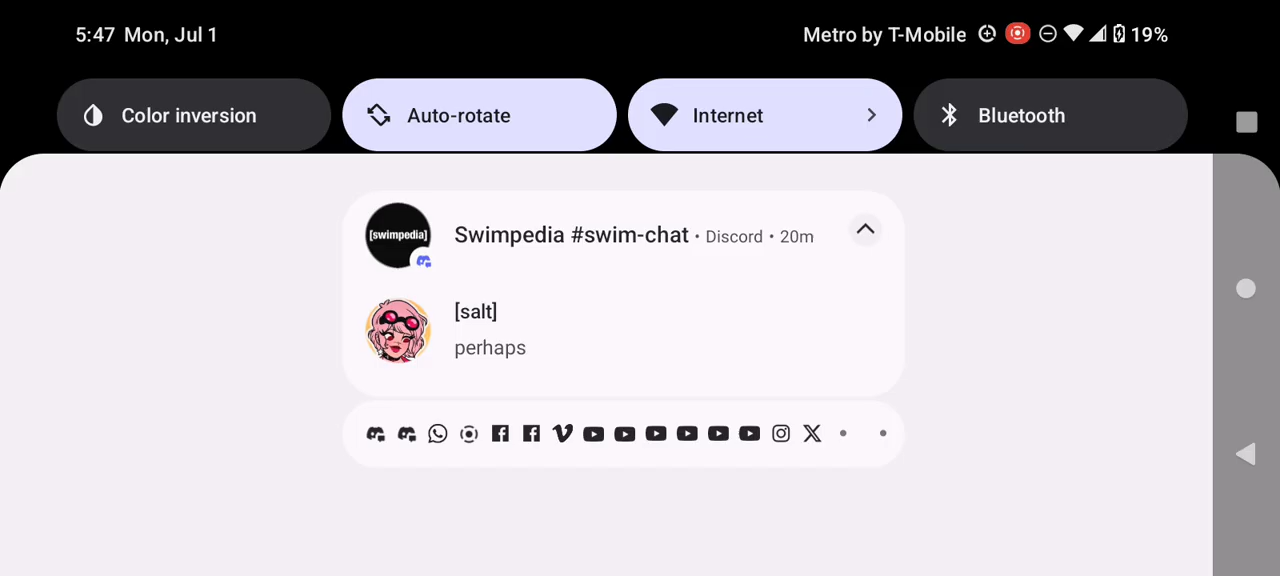 5:47 Mon, Jul 1
Metro by T-Mobile 19%
Color inversion
Auto-rotate
Internet
Bluetooth
[swimpedia]
Swimpedia #swim-chat • Discord • 20m
[salt]
perhaps